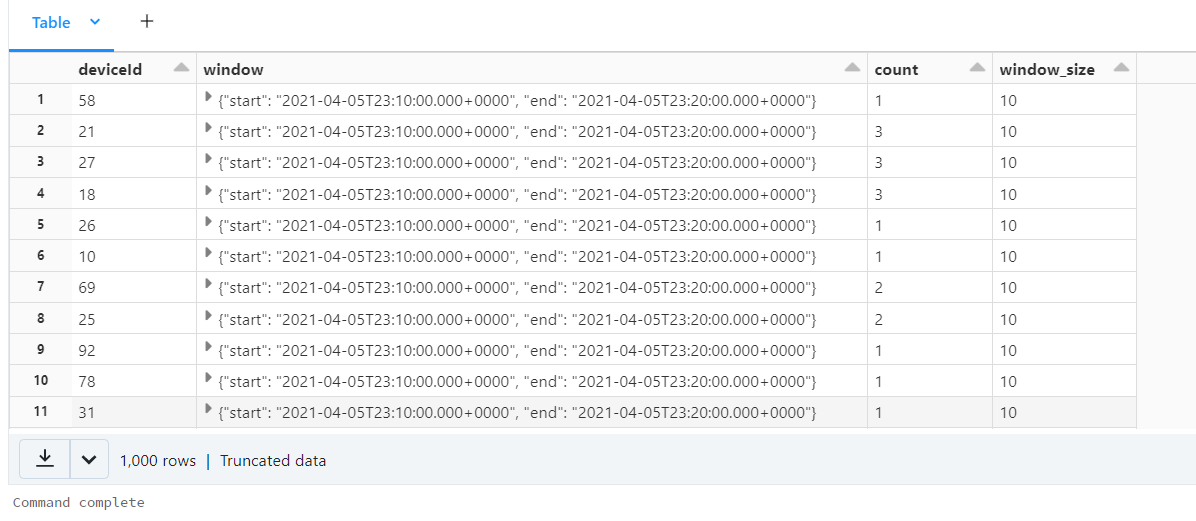 Table +
deviceId window count window_size
1 58 {"start": "2021-04-05T23:10:00.000+0000", "end": "2021-04-05T23:20:00.000+0000"} 1 10
2 21 {"start": "2021-04-05T23:10:00.000+0000", "end": "2021-04-05T23:20:00.000+0000"} 3 10
3 27 {"start": "2021-04-05T23:10:00.000+0000", "end": "2021-04-05T23:20:00.000+0000"} 3 10
4 18 {"start": "2021-04-05T23:10:00.000+0000", "end": "2021-04-05T23:20:00.000+0000"} 3 10
5 26 {"start": "2021-04-05T23:10:00.000+0000", "end": "2021-04-05T23:20:00.000+0000"} 1 10
6 10 {"start": "2021-04-05T23:10:00.000+0000", "end": "2021-04-05T23:20:00.000+0000"} 1 10
7 69 {"start": "2021-04-05T23:10:00.000+0000", "end": "2021-04-05T23:20:00.000+0000"} 2 10
8 25 {"start": "2021-04-05T23:10:00.000+0000", "end": "2021-04-05T23:20:00.000+0000"} 2 10
9 92 {"start": "2021-04-05T23:10:00.000+0000", "end": "2021-04-05T23:20:00.000+0000"} 1 10
10 78 {"start": "2021-04-05T23:10:00.000+0000", "end": "2021-04-05T23:20:00.000+0000"} 1 10
11 31 {"start": "2021-04-05T23:10:00.000+0000", "end": "2021-04-05T23:20:00.000+0000"} 1 10
1,000 rows | Truncated data
Command complete